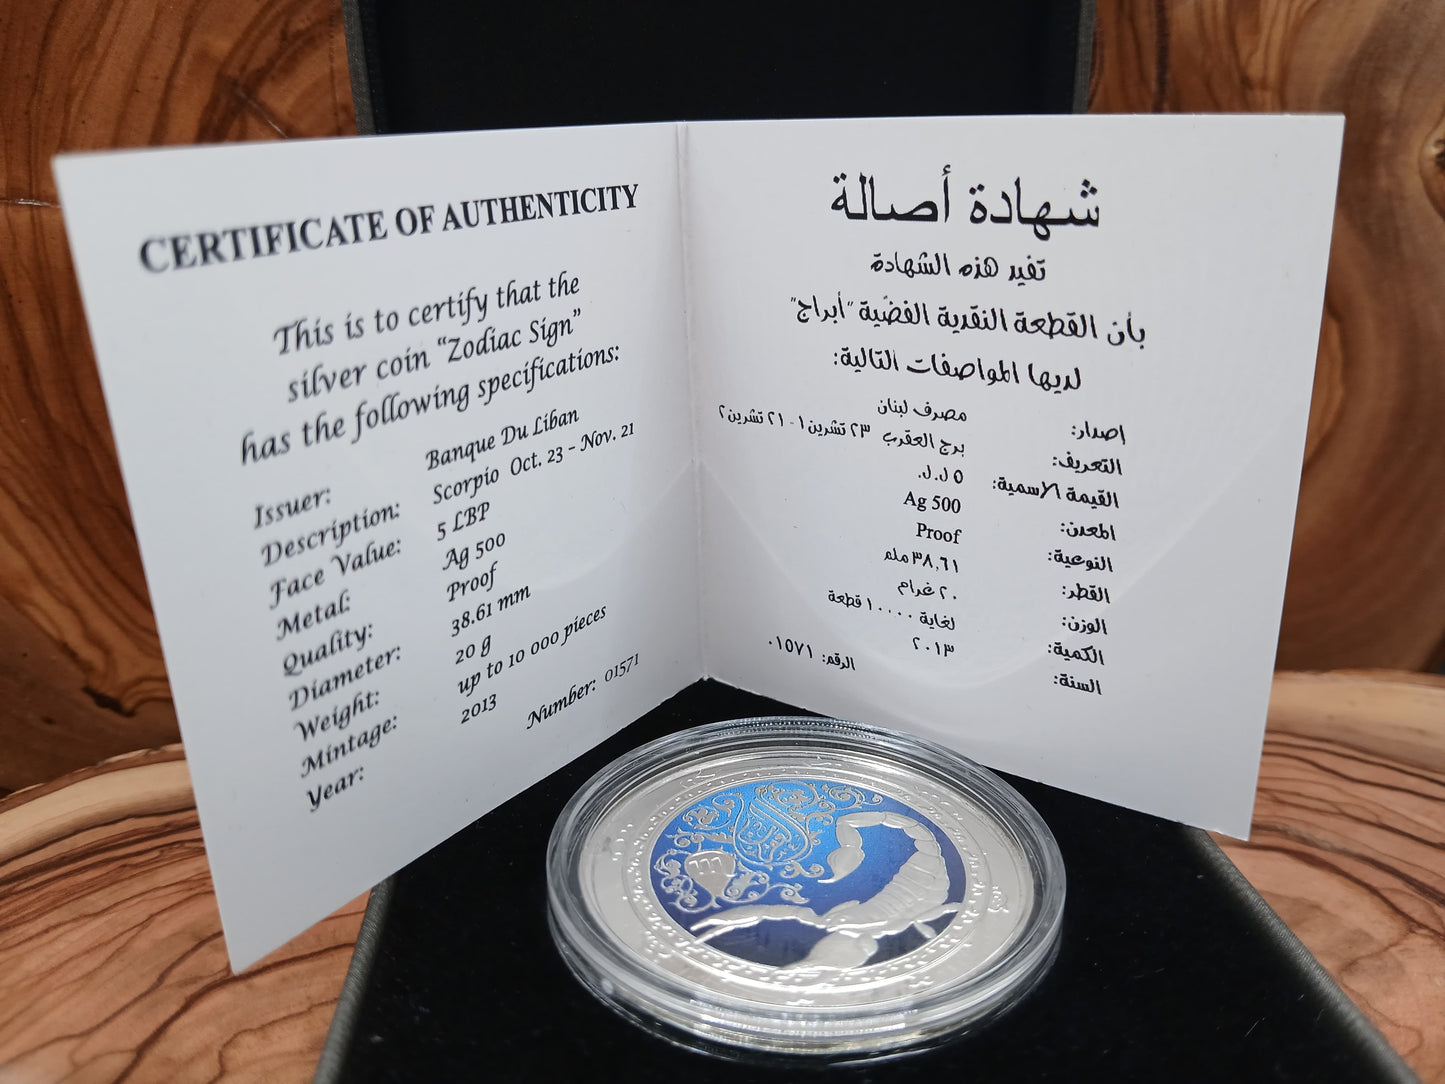 CERTIFICATE OF AUTHENTICITY
This is to certify that the
silver coin “Zodiac Sign”
has the following specifications:
Issuer: Banque Du Liban
Description: Scorpio Oct. 23 - Nov. 21
Face Value: 5 LBP
Metal: Ag 500
Quality: Proof
Diameter: 38.61 mm
Weight: 20 g
Mintage: up to 10 000 pieces
Year: 2013
Number: 01571
شهادة أصالة
تفيد هذه الشهادة
بأن القطعة النقدية الفضّية "أبراج"
لديها المواصفات التالية:
إصدار: مصرف لبنان
التعريف: برج العقرب ٢٣ تشرين ١ - ٢١ تشرين ٢
القيمة الاسمية: ٥ ل.ل.
المعدن: Ag 500
النوعية: Proof
القطر: ٣٨,٦١ ملم
الوزن: ٢٠ غرام
الكمية: لغاية ١٠٠٠٠ قطعة
السنة: ٢٠١٣
الرقم: ٠١٥٧١